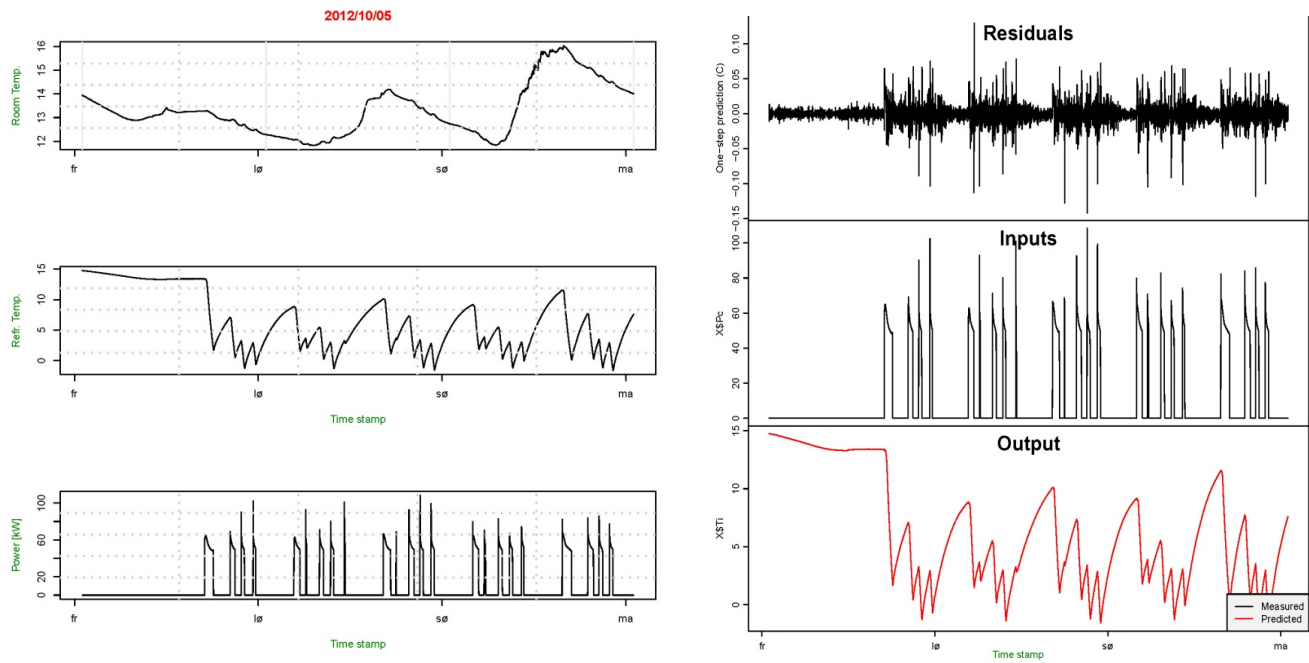 2012/10/05
Room Temp.
16
15
14
13
12
fr
lø
sø
ma
Refr. Temp.
15
10
5
0
fr
lø
sø
ma
Time stamp
Power [kW]
100
60
20
0
fr
lø
sø
ma
Time stamp
Residuals
One-step prediction (C)
0.10
0.05
0.00
−0.05
−0.10
−0.15
Inputs
X$Pc
100
80
60
40
20
0
Output
X$Ti
15
10
5
0
Measured
Predicted
fr
lø
sø
ma
Time stamp